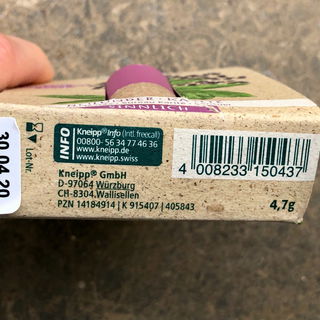 SINNLICH
30 04 20
Lot-Nr.
INFO
Kneipp® Info (Intl. freecall)
00800- 56 34 77 46 36
www.kneipp.de
www.kneipp.swiss
Kneipp® GmbH
D-97064 Würzburg
CH-8304 Wallisellen
PZN 14184914 | K 915407 | 405843
4 008233 150437
4,7g